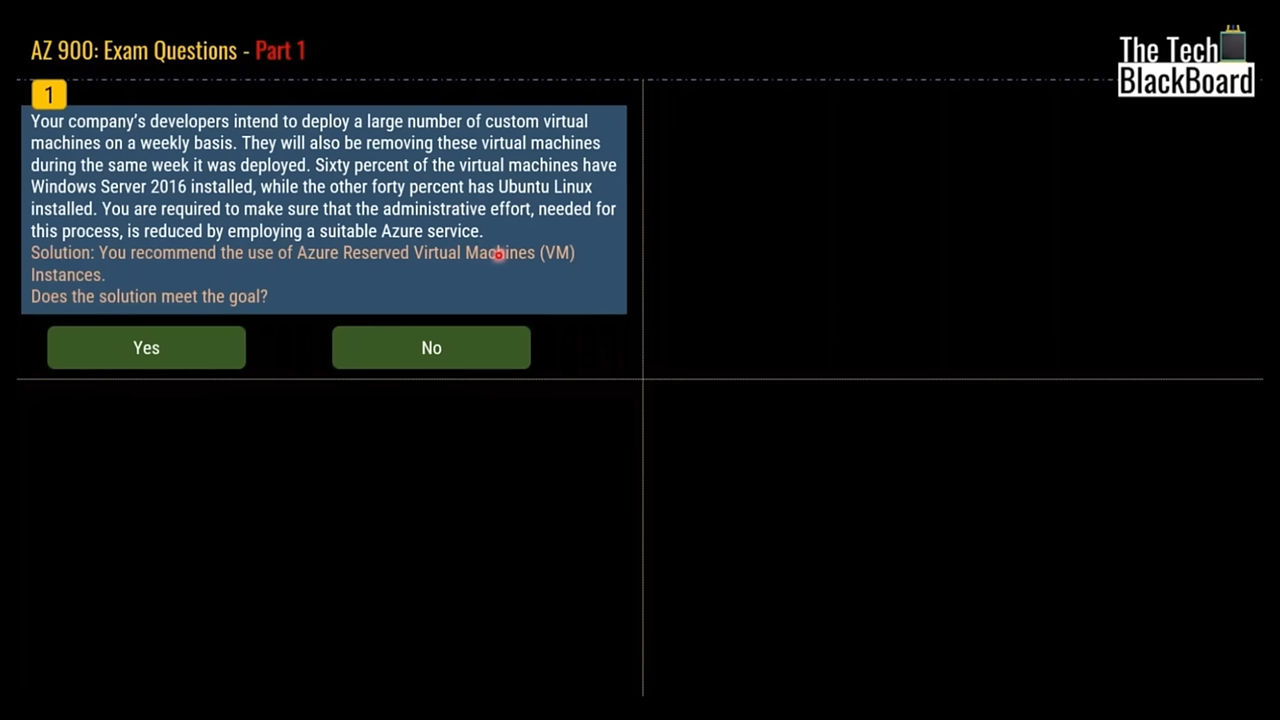 AZ 900: Exam Questions - Part 1
The Tech
BlackBoard
1
Your company's developers intend to deploy a large number of custom virtual
machines on a weekly basis. They will also be removing these virtual machines
during the same week it was deployed. Sixty percent of the virtual machines have
Windows Server 2016 installed, while the other forty percent has Ubuntu Linux
installed. You are required to make sure that the administrative effort, needed for
this process, is reduced by employing a suitable Azure service.
Solution: You recommend the use of Azure Reserved Virtual Machines (VM)
Instances.
Does the solution meet the goal?
Yes
No